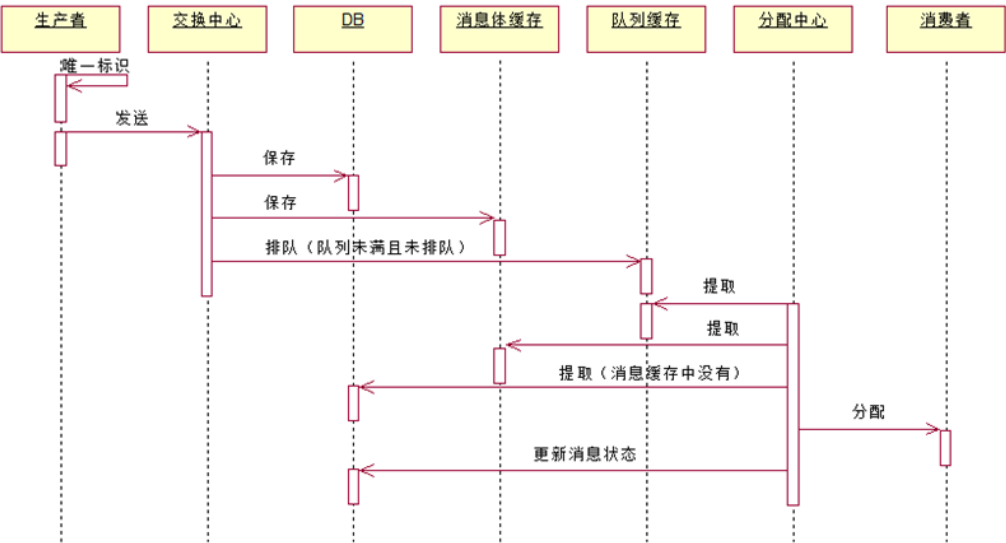 生产者
交换中心
DB
消息体缓存
队列缓存
分配中心
消费者
唯一标识
发送
保存
保存
排队（队列未满且未排队）
提取
提取
提取（消息缓存中没有）
分配
更新消息状态